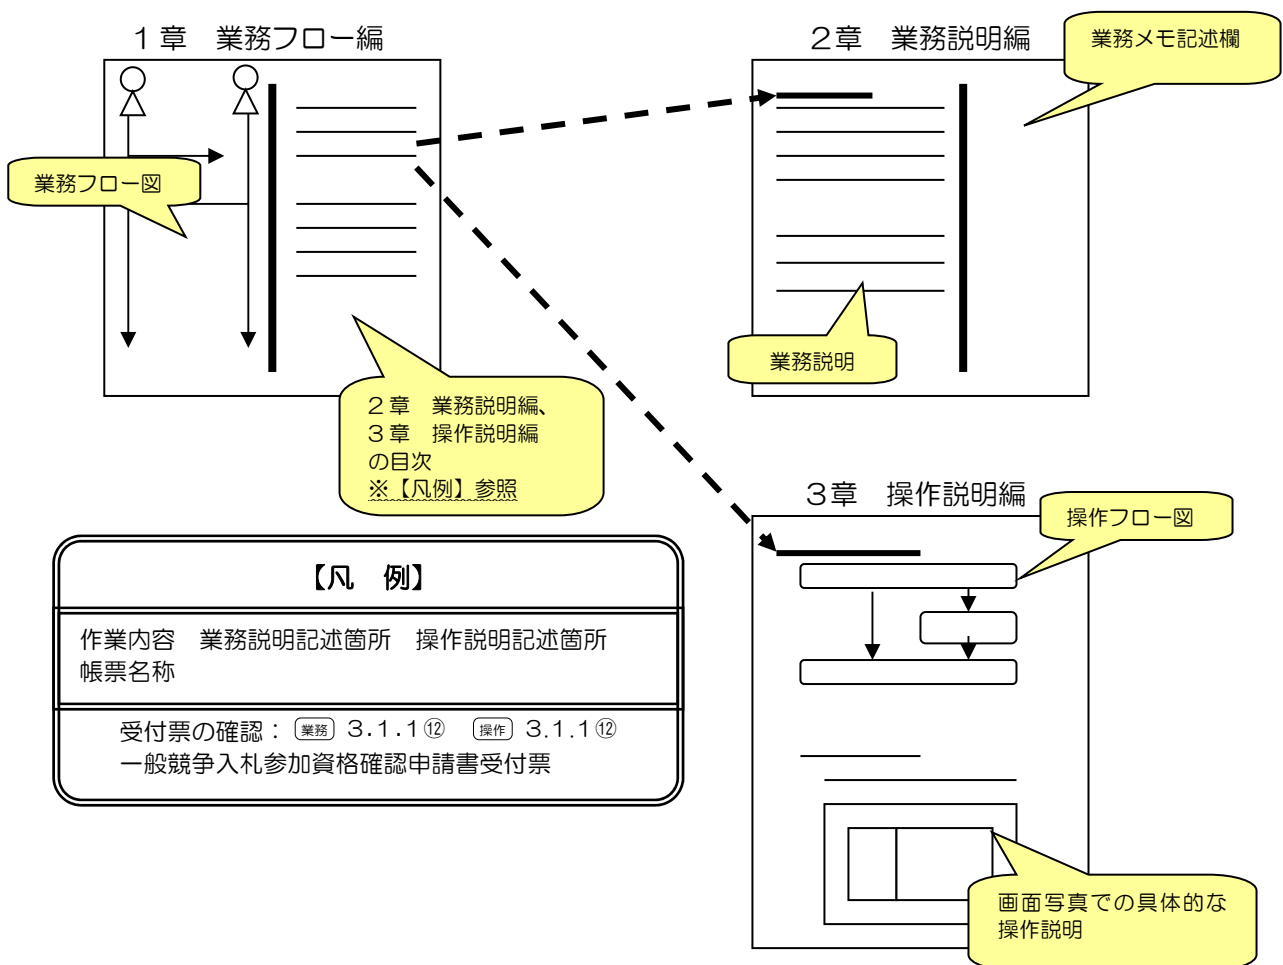 1章 業務フロー編
業務フロー図
2章 業務説明編、
3章 操作説明編
の目次
※【凡例】参照
2章 業務説明編
業務メモ記述欄
業務説明
3章 操作説明編
操作フロー図
画面写真での具体的な
操作説明
【凡 例】
作業内容 業務説明記述箇所 操作説明記述箇所
帳票名称
受付票の確認： 業務 3.1.1⑫ 操作 3.1.1⑫
一般競争入札参加資格確認申請書受付票